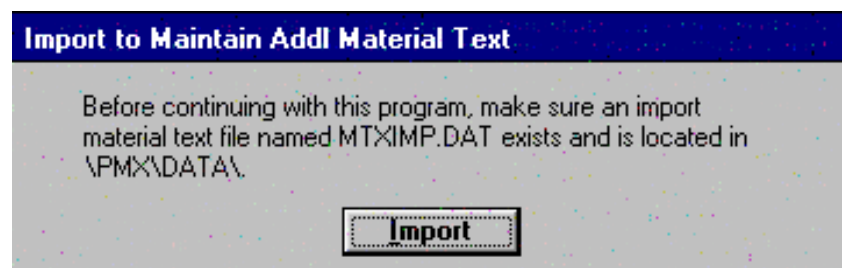 Import to Maintain Addl Material Text
Before continuing with this program, make sure an import
material text file named MTXIMP.DAT exists and is located in
\PMX\DATA\.
Import